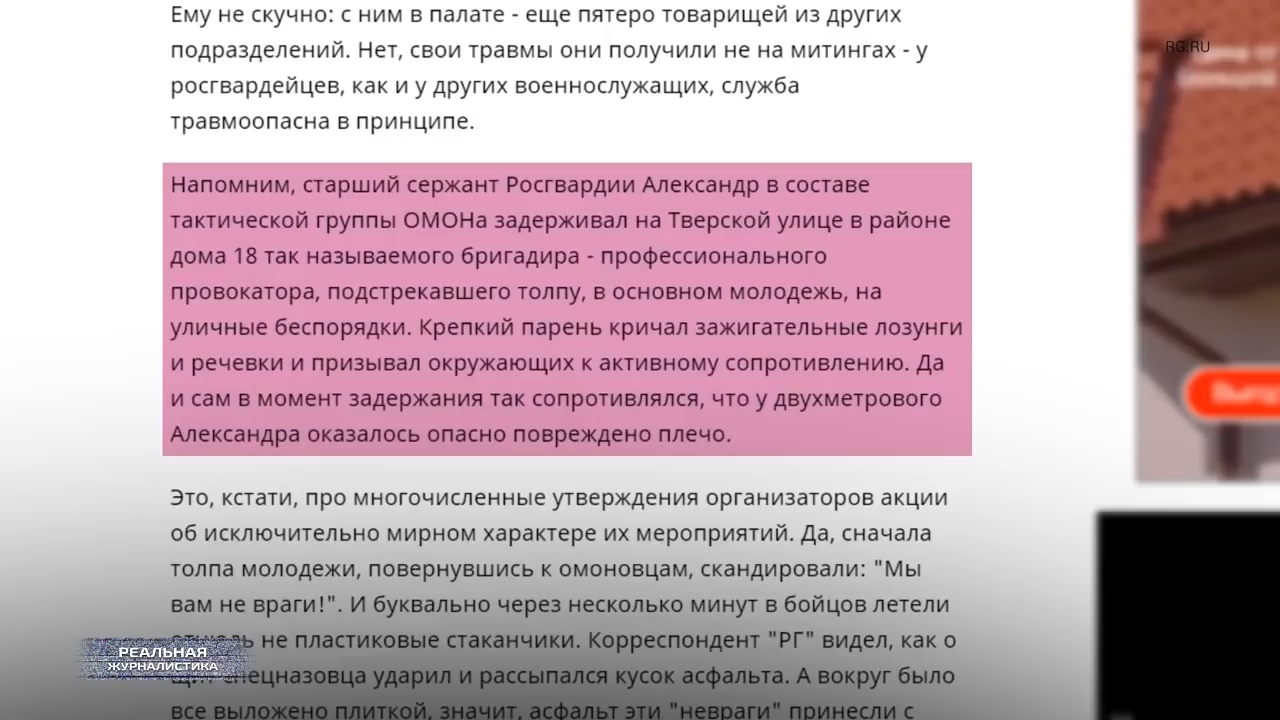 Ему не скучно: с ним в палате - еще пятеро товарищей из других
подразделений. Нет, свои травмы они получили не на митингах - у
росгвардейцев, как и у других военнослужащих, служба
травмоопасна в принципе.
RG.RU
Напомним, старший сержант Росгвардии Александр в составе
тактической группы ОМОНа задерживал на Тверской улице в районе
дома 18 так называемого бригадира - профессионального
провокатора, подстрекавшего толпу, в основном молодежь, на
уличные беспорядки. Крепкий парень кричал зажигательные лозунги
и речевки и призывал окружающих к активному сопротивлению. Да
и сам в момент задержания так сопротивлялся, что у двухметрового
Александра оказалось опасно повреждено плечо.
Это, кстати, про многочисленные утверждения организаторов акции
об исключительно мирном характере их мероприятий. Да, сначала
толпа молодежи, повернувшись к омоновцам, скандировали: "Мы
вам не враги!". И буквально через несколько минут в бойцов летели
не пластиковые стаканчики. Корреспондент "РГ" видел, как о
спецназовца ударил и рассыпался кусок асфальта. А вокруг было
все выложено плиткой, значит, асфальт эти "невраги" принесли с
РЕАЛЬНАЯ
ЖУРНАЛИСТИКА